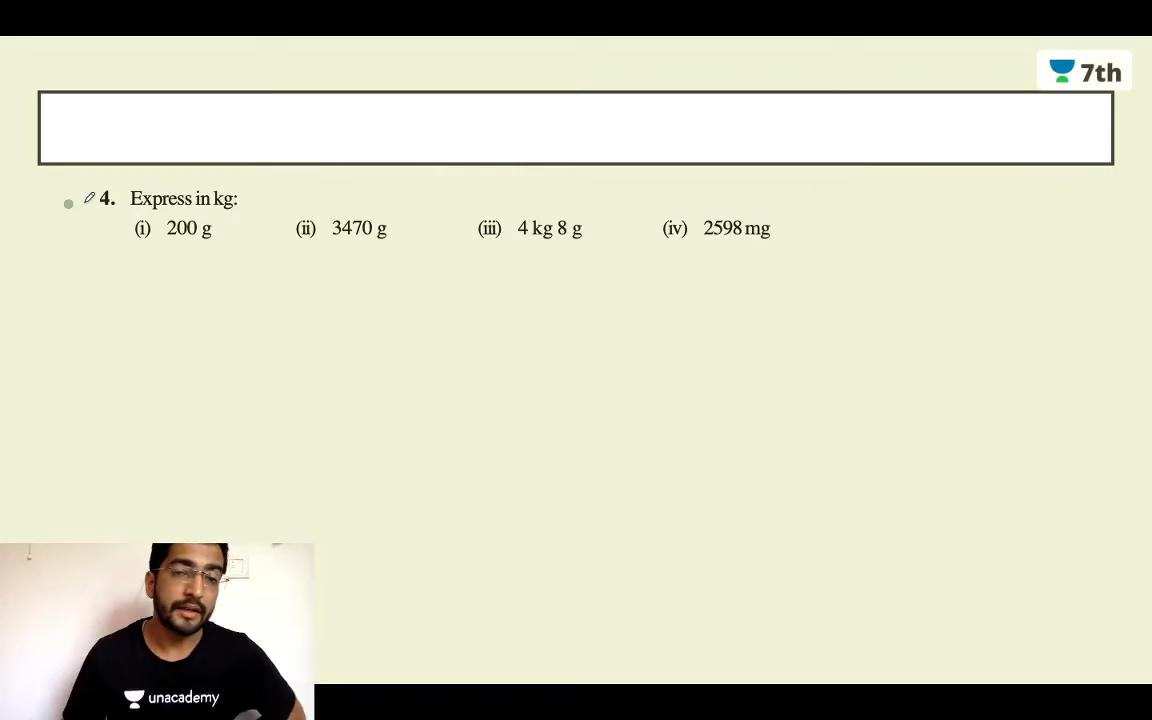 7th
4. Express in kg:
(i) 200 g (ii) 3470 g (iii) 4 kg 8 g (iv) 2598 mg
unacademy